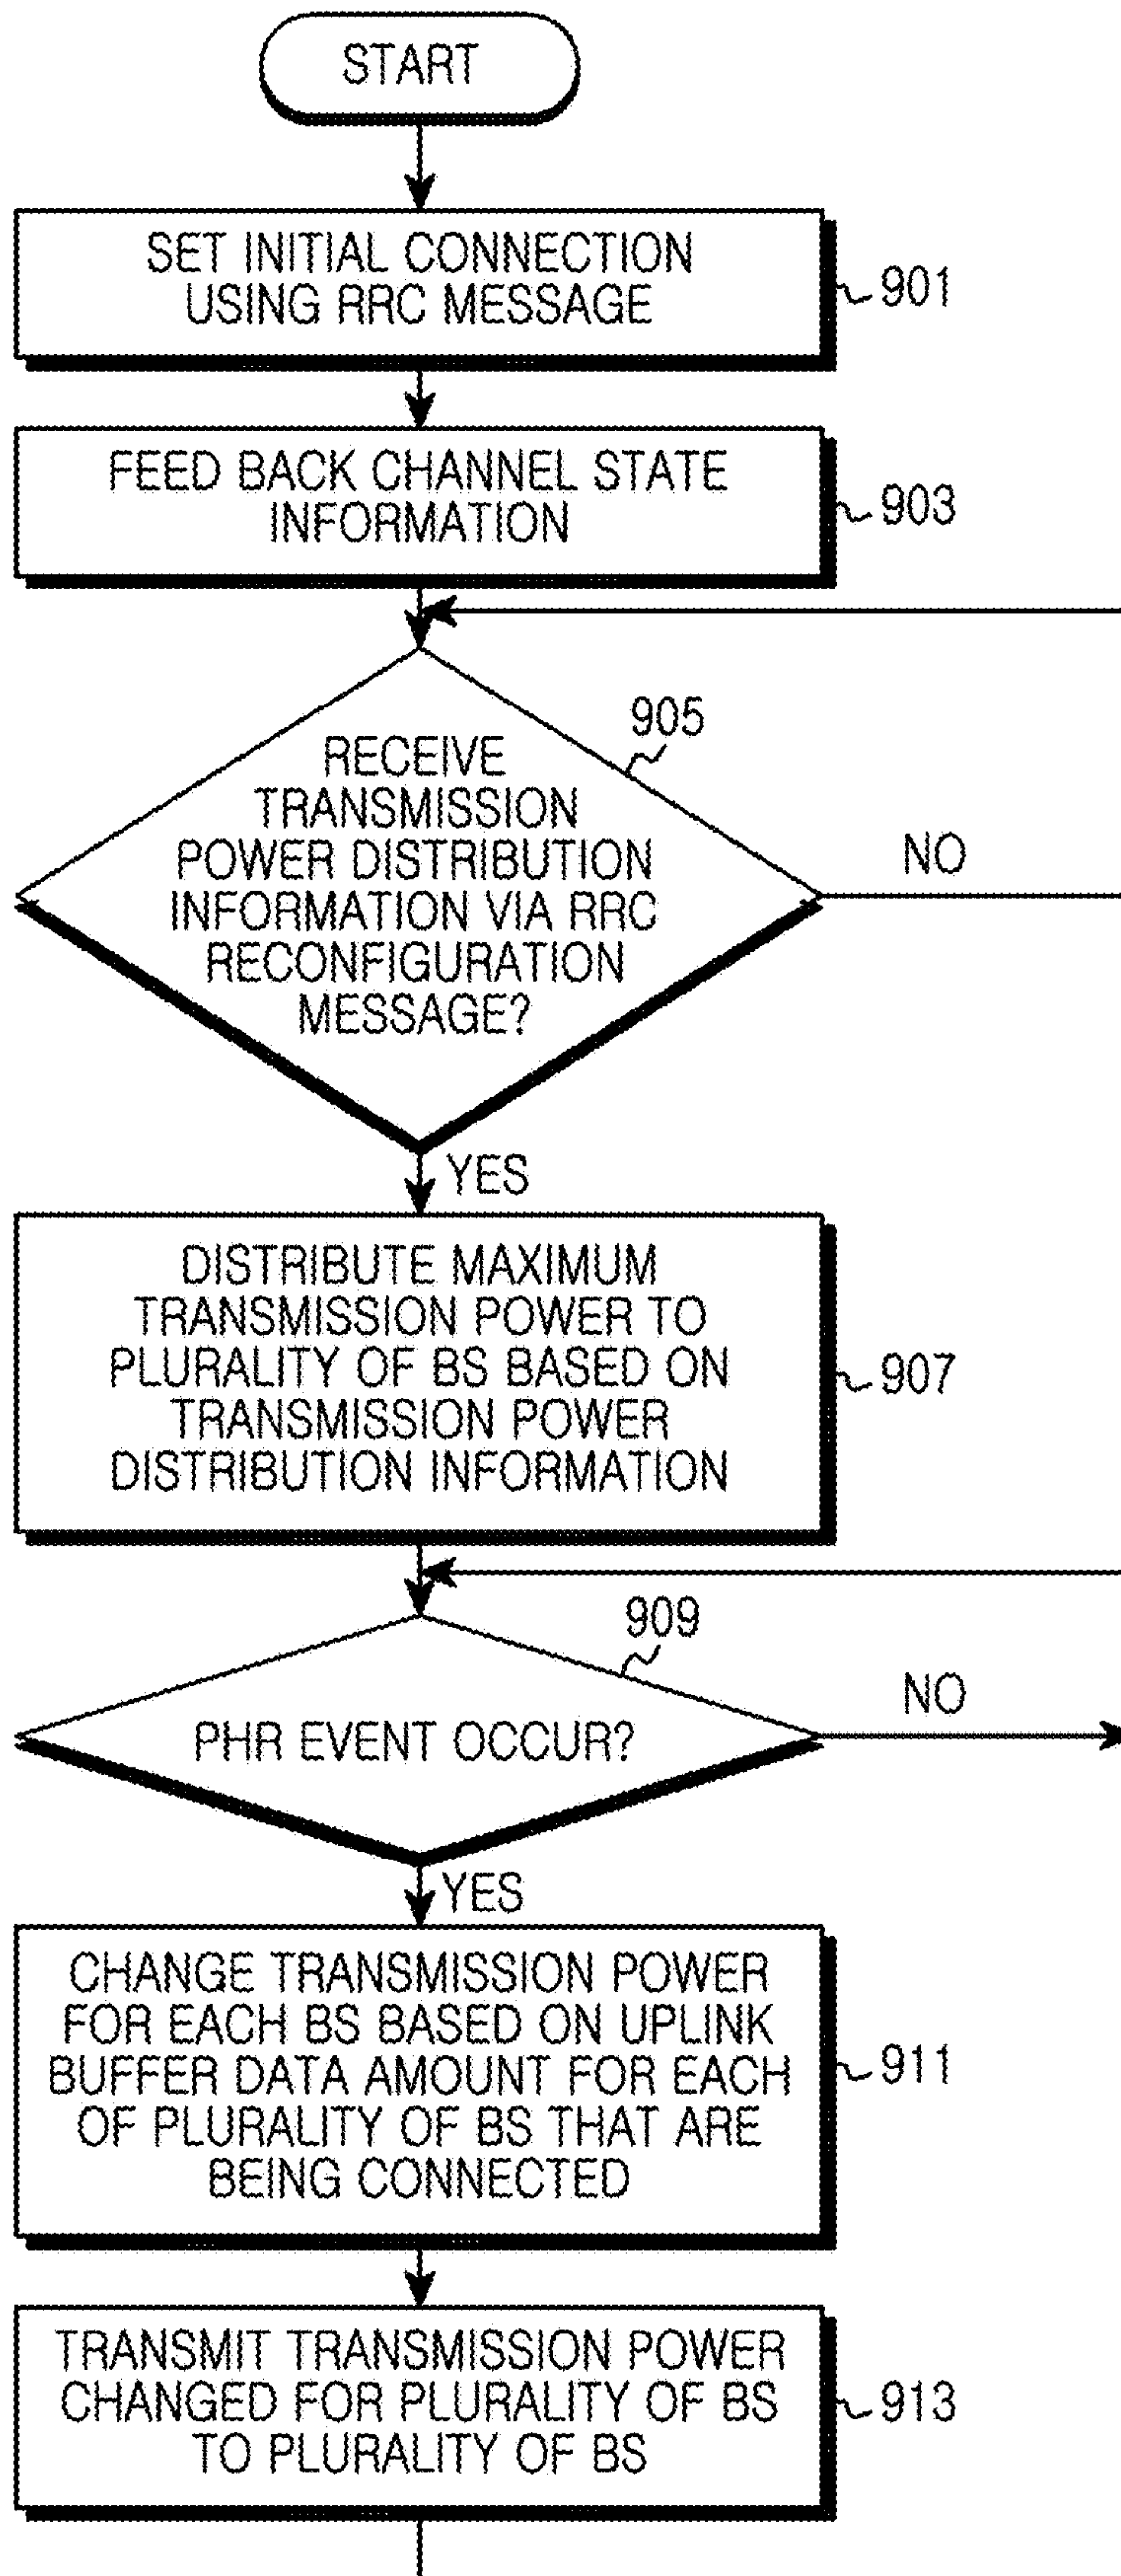 START
SET INITIAL CONNECTION
USING RRC MESSAGE
901
FEED BACK CHANNEL STATE
INFORMATION
903
905
RECEIVE
TRANSMISSION
POWER DISTRIBUTION
INFORMATION VIA RRC
RECONFIGURATION
MESSAGE?
NO
YES
DISTRIBUTE MAXIMUM
TRANSMISSION POWER TO
PLURALITY OF BS BASED ON
TRANSMISSION POWER
DISTRIBUTION INFORMATION
907
909
PHR EVENT OCCUR?
NO
YES
CHANGE TRANSMISSION POWER
FOR EACH BS BASED ON UPLINK
BUFFER DATA AMOUNT FOR EACH
OF PLURALITY OF BS THAT ARE
BEING CONNECTED
911
TRANSMIT TRANSMISSION POWER
CHANGED FOR PLURALITY OF BS
TO PLURALITY OF BS
913